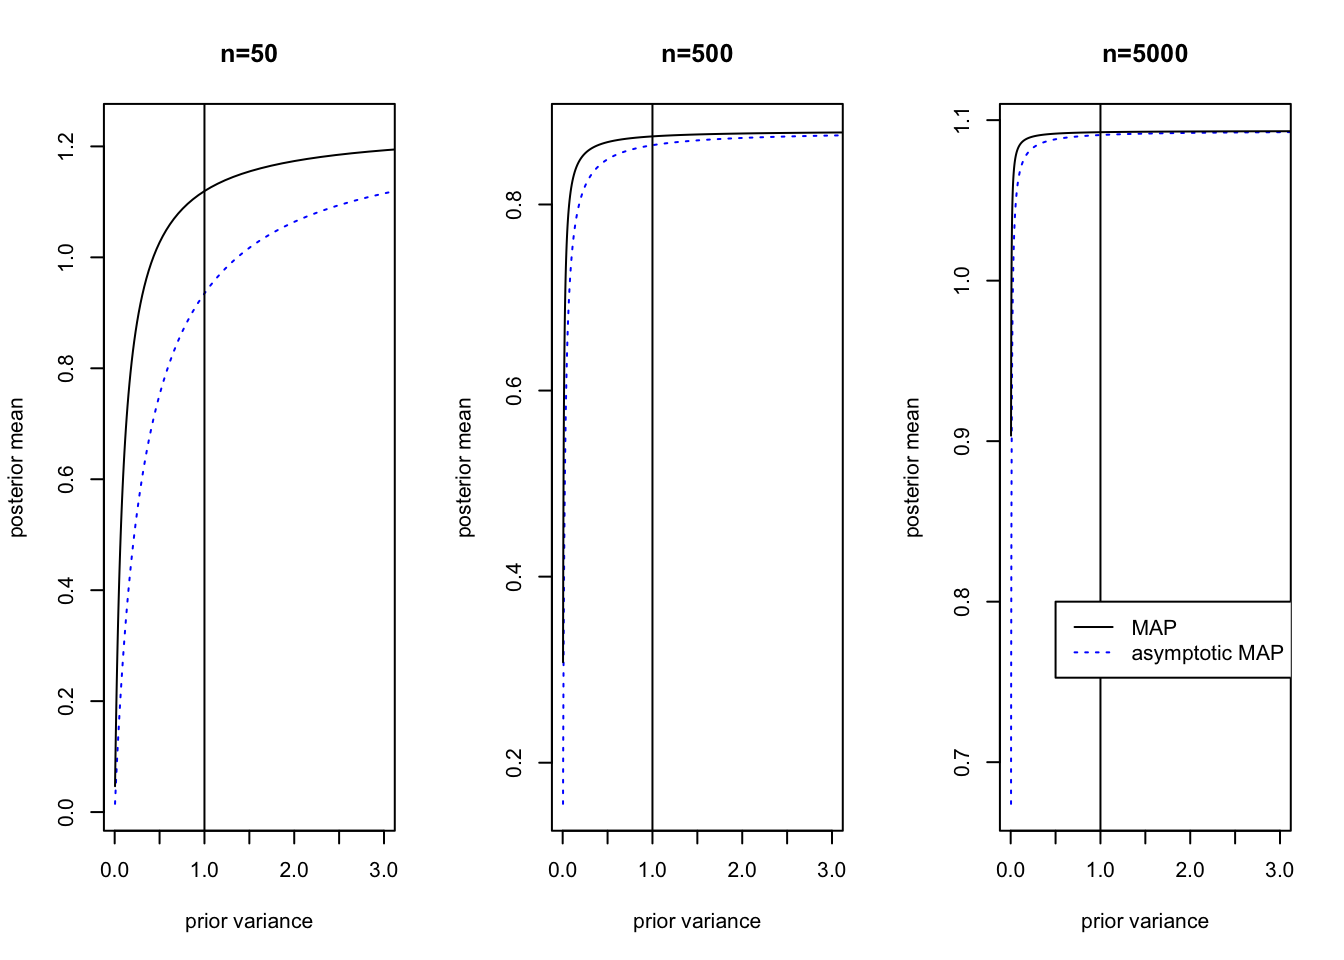 n=50
posterior mean
1.2
1.0
0.8
0.6
0.4
0.2
0.0
0.0 1.0 2.0 3.0
prior variance
n=500
posterior mean
0.8
0.6
0.4
0.2
0.0 1.0 2.0 3.0
prior variance
n=5000
posterior mean
1.1
1.0
0.9
0.8
0.7
MAP
asymptotic MAP
0.0 1.0 2.0 3.0
prior variance